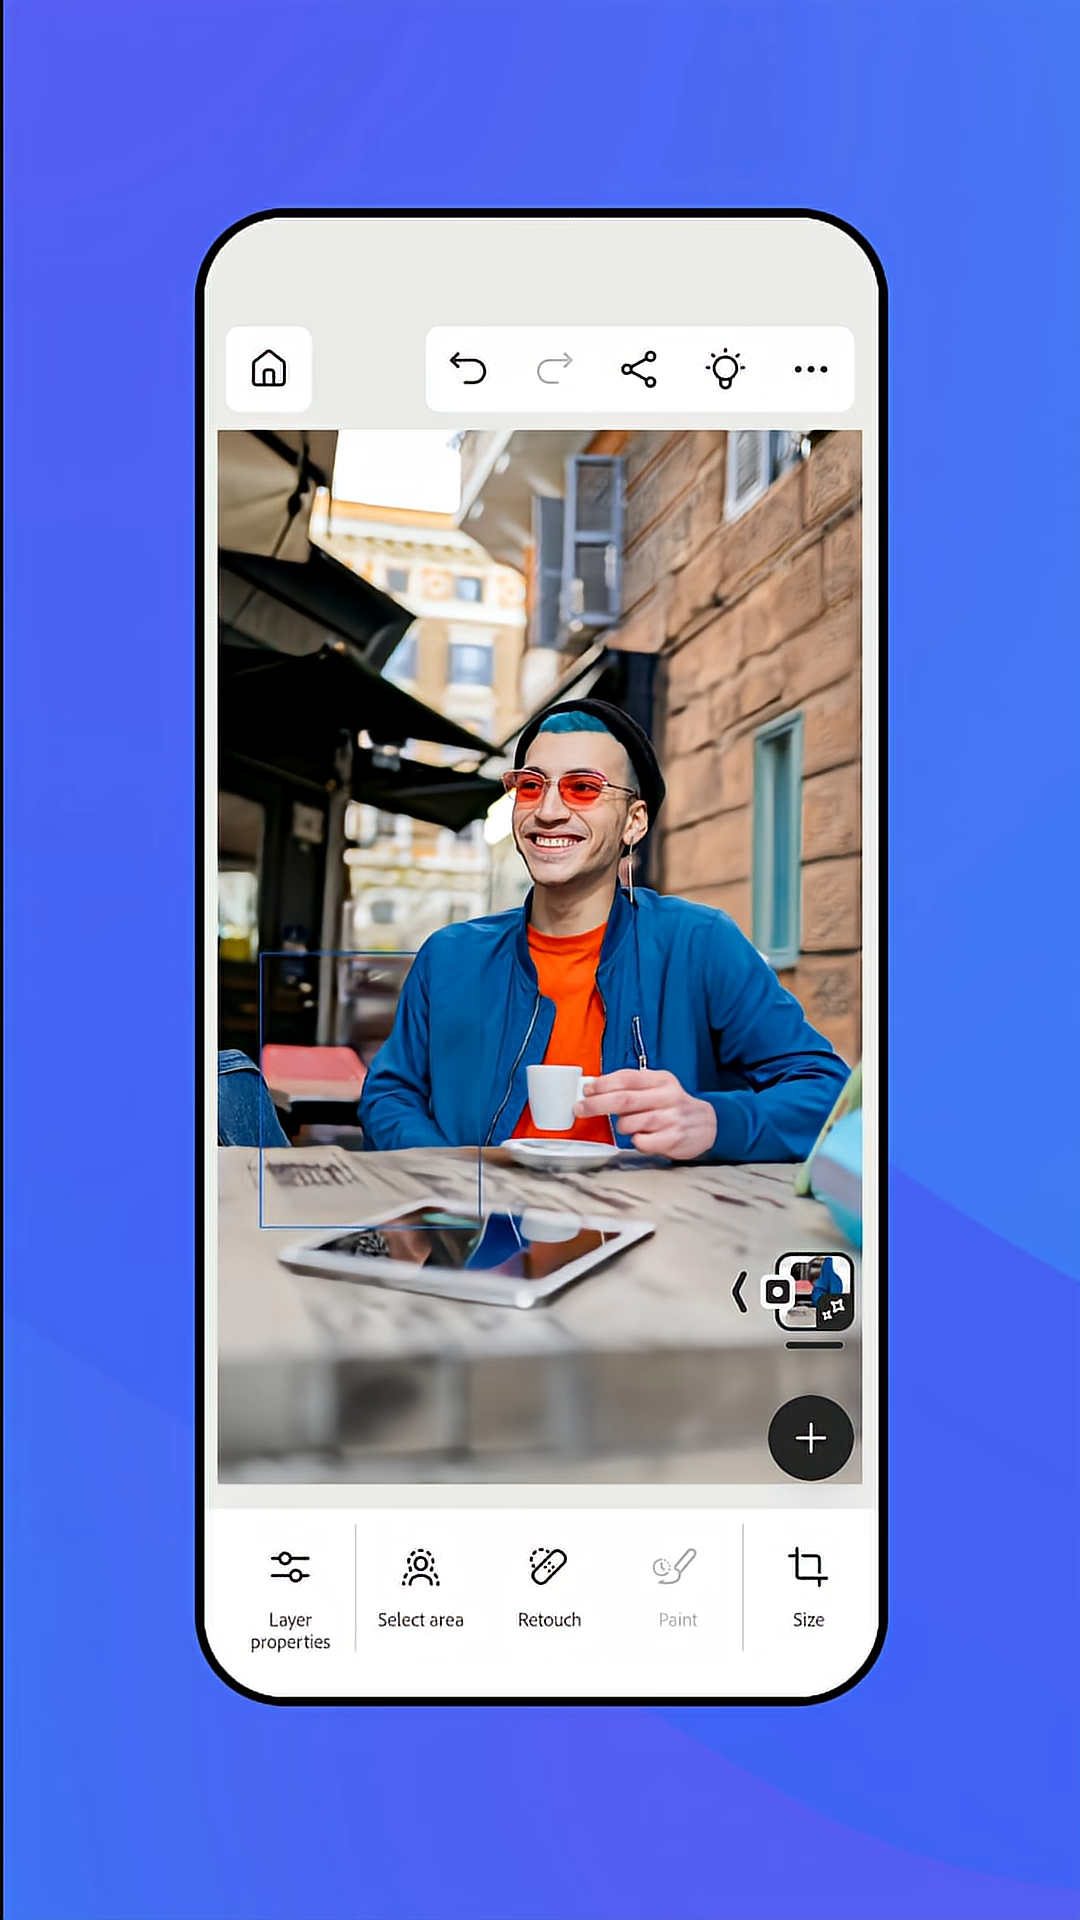 Layer
properties
Select area
Retouch
Paint
Size